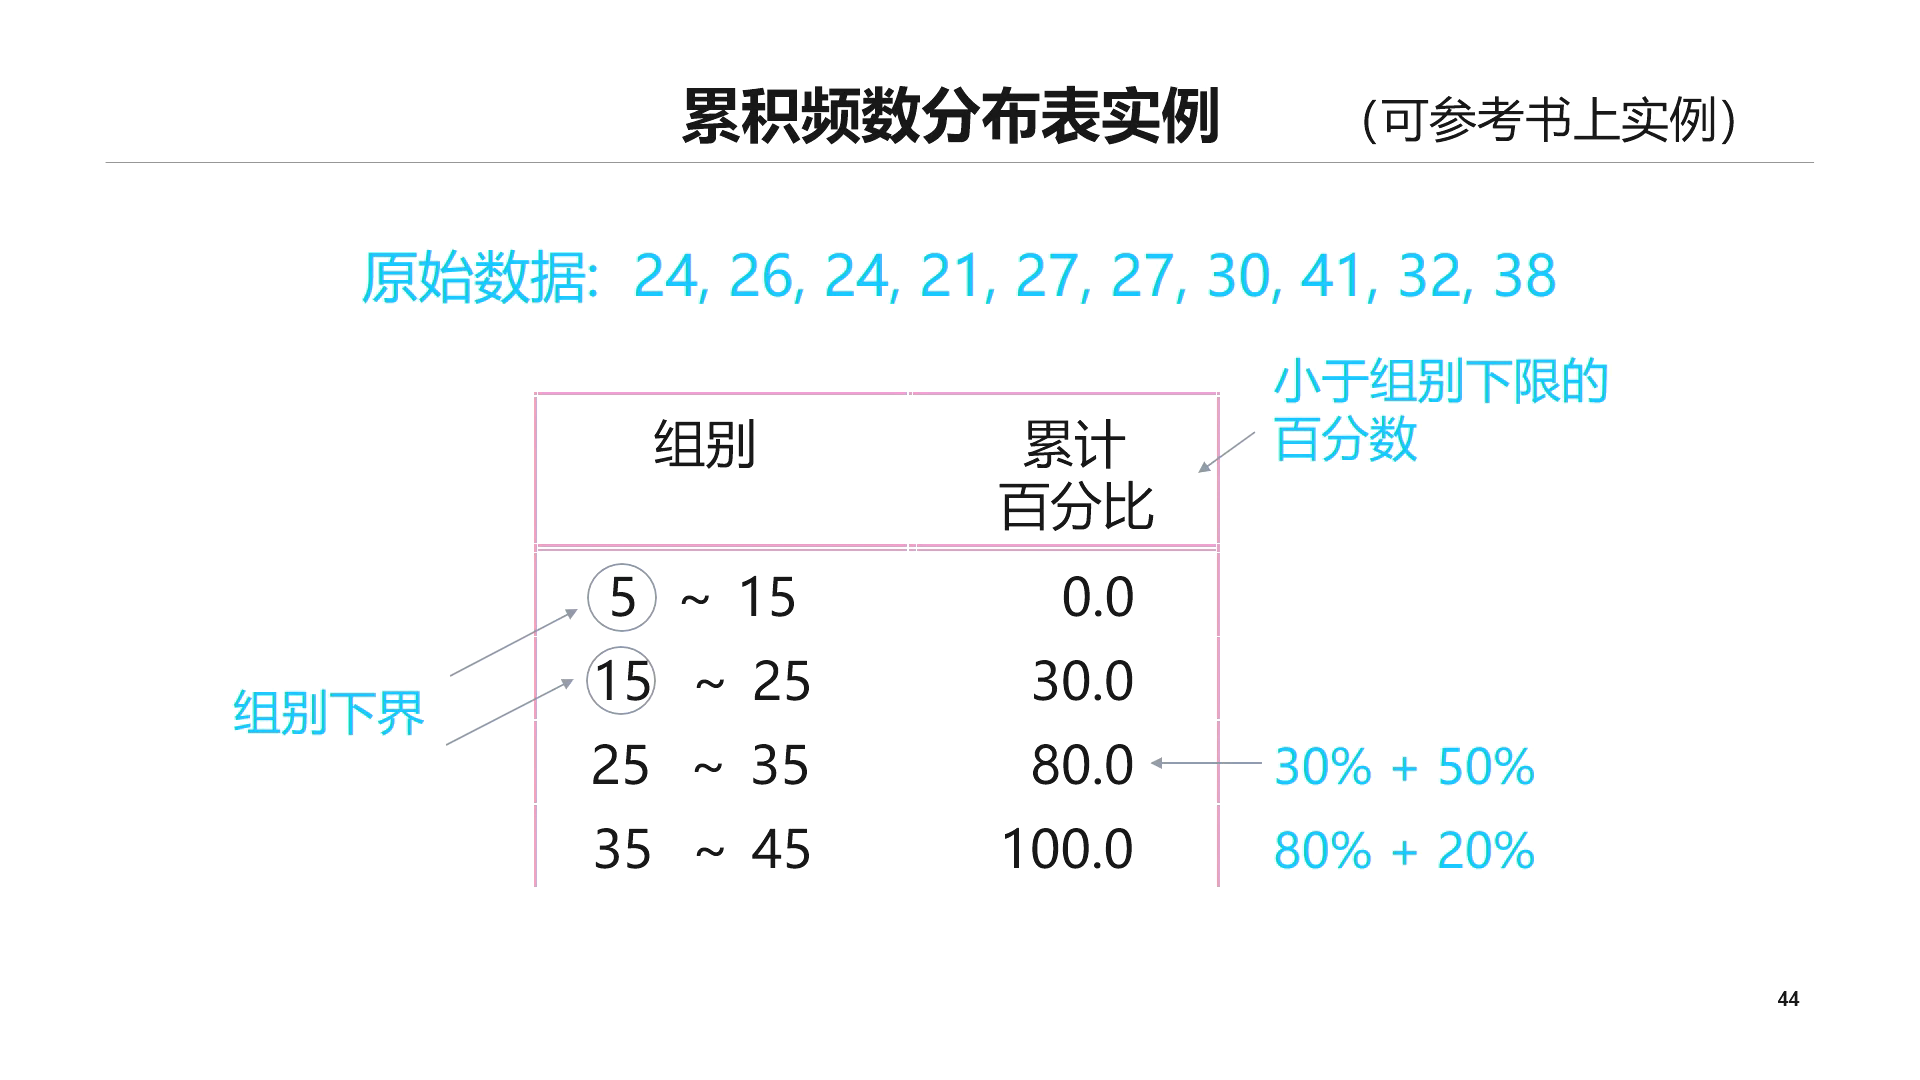 累积频数分布表实例 (可参考书上实例)
原始数据: 24, 26, 24, 21, 27, 27, 30, 41, 32, 38
小于组别下限的
百分数
组别 累计
百分比
5 ~ 15 0.0
15 ~ 25 30.0
组别下界
25 ~ 35 80.0 30% + 50%
35 ~ 45 100.0 80% + 20%
44